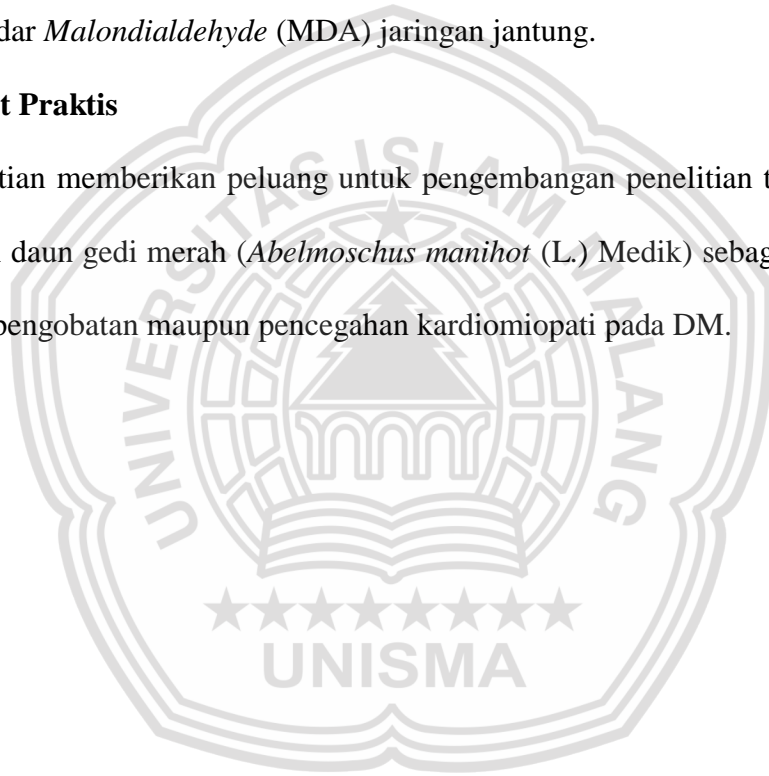 dar Malondialdehyde (MDA) jaringan jantung.
t Praktis
tian memberikan peluang untuk pengembangan penelitian t
daun gedi merah (Abelmoschus manihot (L.) Medik) sebag
pengobatan maupun pencegahan kardiomiopati pada DM.
UNIVERSITAS ISLAM MALANG
UNISMA